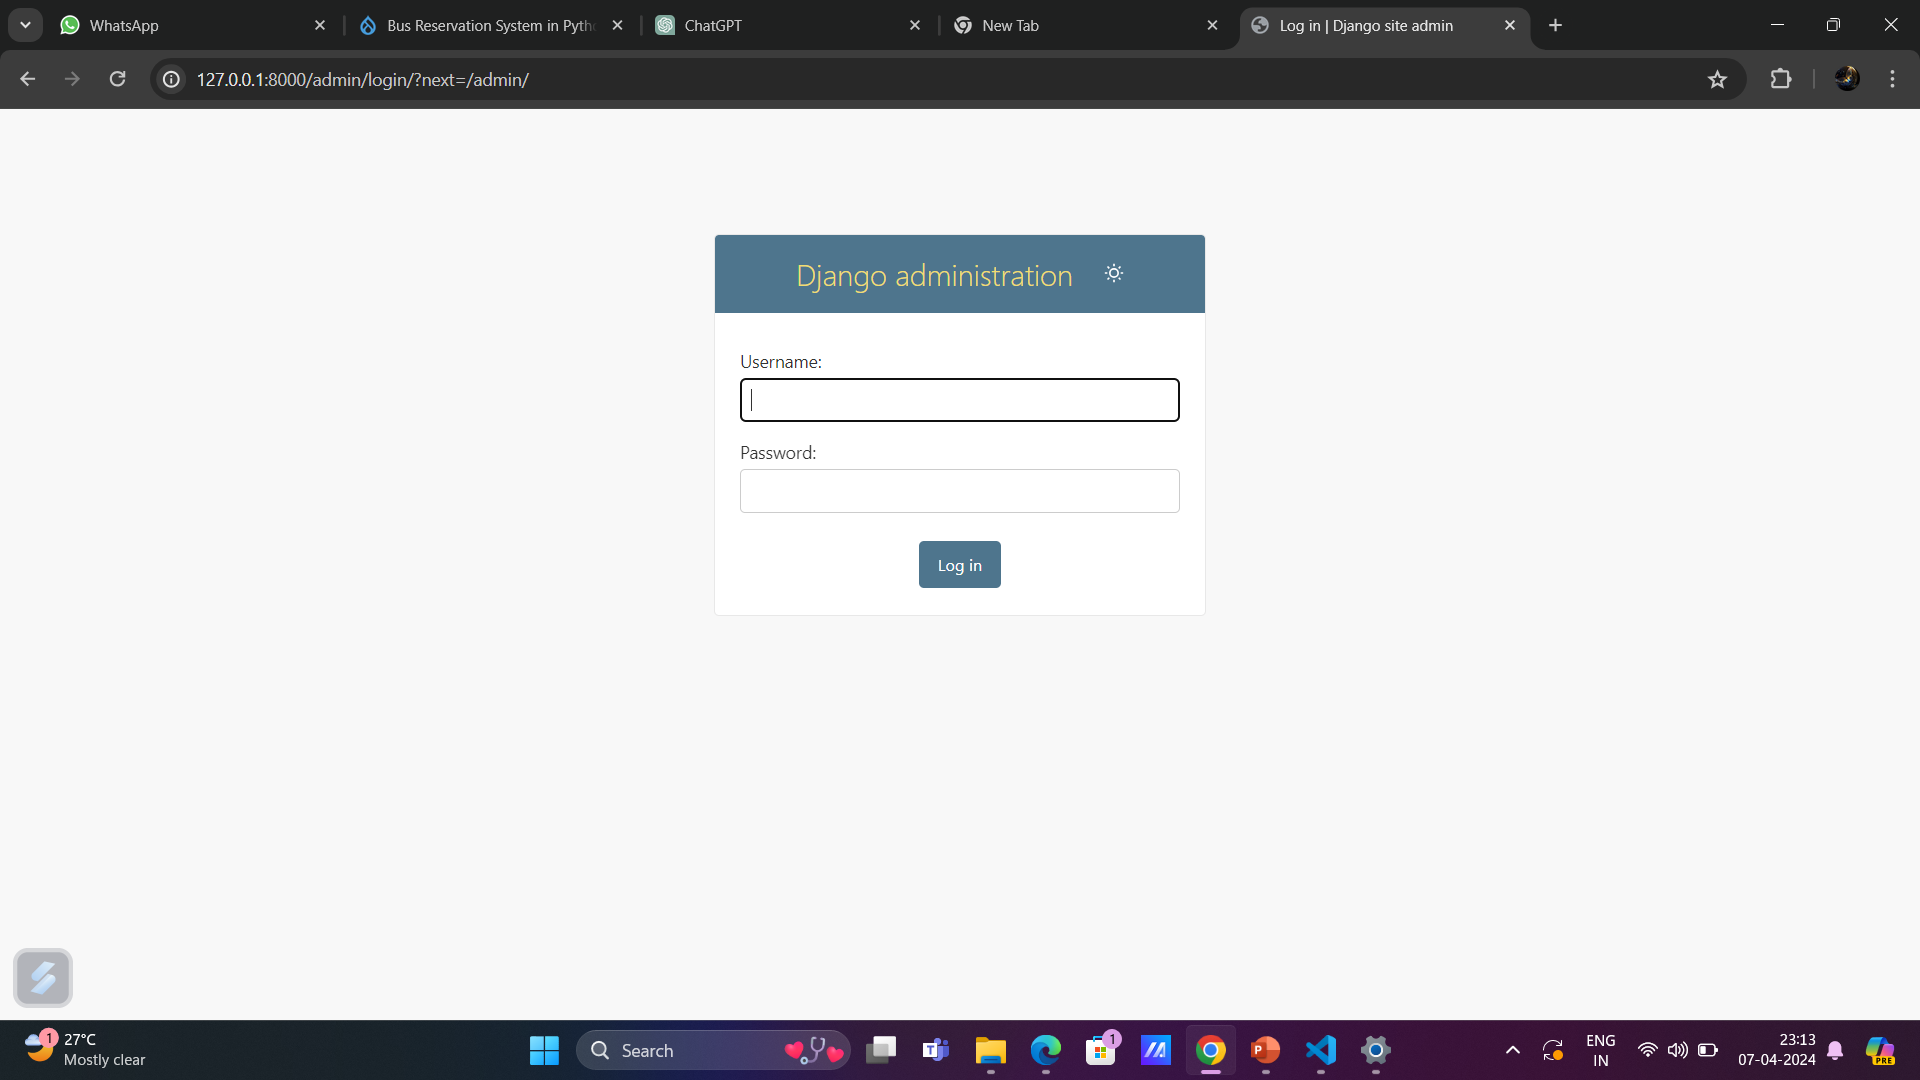 WhatsApp
Bus Reservation System in Pyth
ChatGPT
New Tab
Log in | Django site admin
127.0.0.1:8000/admin/login/?next=/admin/
Django administration
Username:
Password:
Log in
1
27°C
Mostly clear
Search
T
1
P
ENG
IN
23:13
07-04-2024
PRE